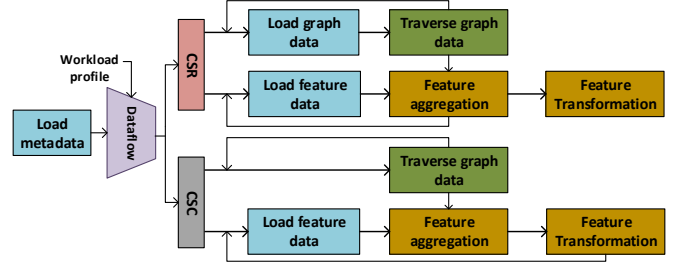 Workload
profile
Load
metadata
Dataflow
CSR
Load graph
data
Traverse graph
data
Load feature
data
Feature
aggregation
Feature
Transformation
CSC
Traverse graph
data
Load feature
data
Feature
aggregation
Feature
Transformation